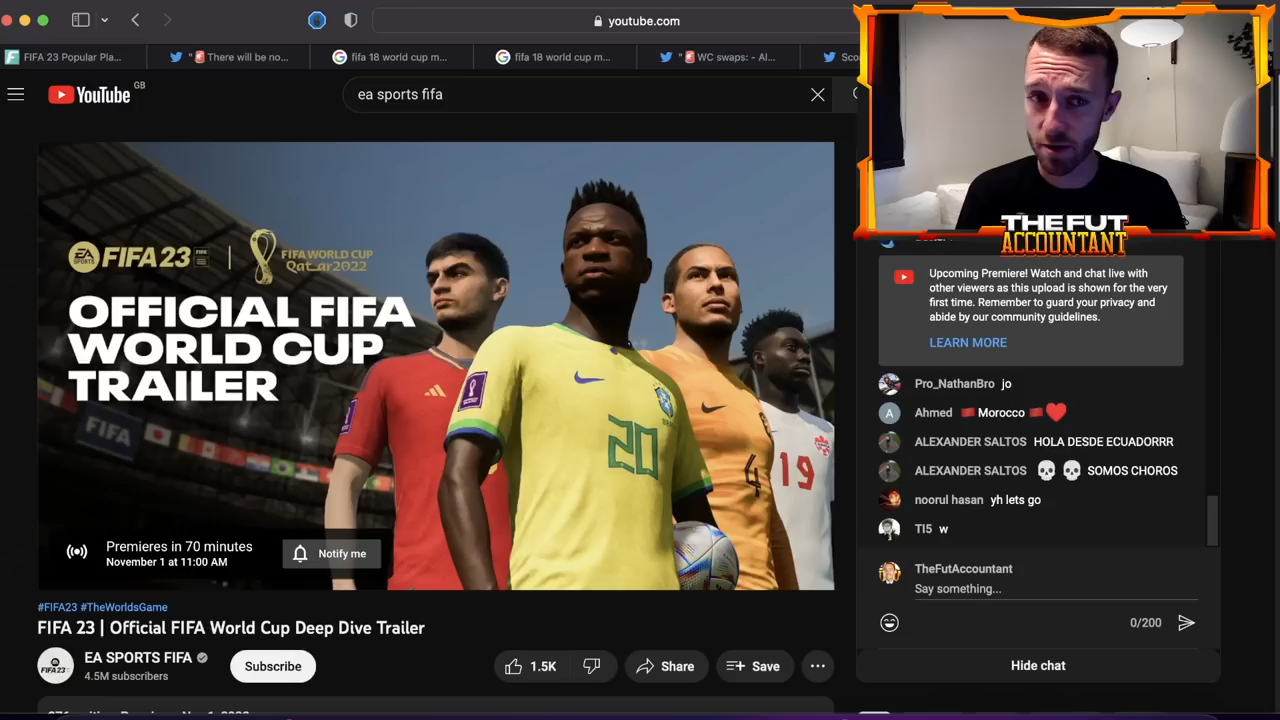 youtube.com
FIFA 23 Popular Pla...
" There will be no...
fifa 18 world cup m...
fifa 18 world cup m...
" WC swaps: - Al...
YouTube GB
ea sports fifa
THE FUT
ACCOUNTANT
EA SPORTS FIFA 23 | FIFA WORLD CUP
Qatar2022
OFFICIAL FIFA
WORLD CUP
TRAILER
FIFA
20
4
19
Premieres in 70 minutes
November 1 at 11:00 AM
Notify me
#FIFA23 #TheWorldsGame
FIFA 23 | Official FIFA World Cup Deep Dive Trailer
FIFA23
EA SPORTS FIFA
4.5M subscribers
Subscribe
1.5K
Share
Save
Upcoming Premiere! Watch and chat live with
other viewers as this upload is shown for the very
first time. Remember to guard your privacy and
abide by our community guidelines.
LEARN MORE
Pro_NathanBro jo
A Ahmed 🇲🇦 Morocco 🇲🇦❤️
ALEXANDER SALTOS HOLA DESDE ECUADORRR
ALEXANDER SALTOS 💀💀 SOMOS CHOROS
noorul hasan yh lets go
TI5 w
TheFutAccountant
Say something...
0/200
Hide chat